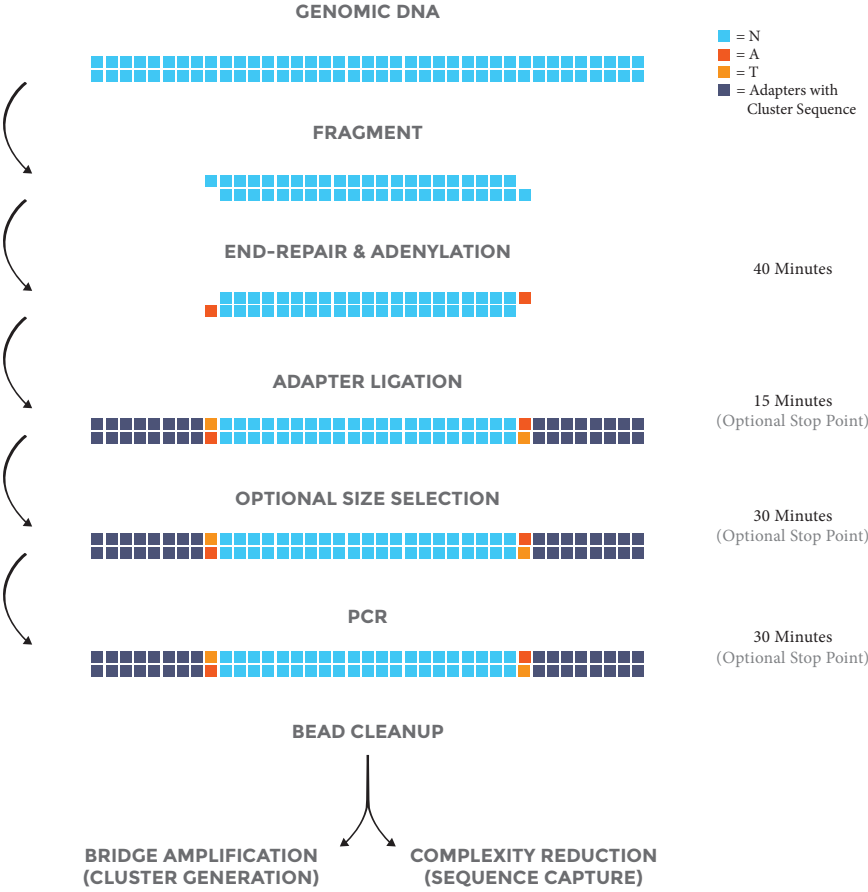 GENOMIC DNA
= N
= A
= T
= Adapters with
Cluster Sequence
FRAGMENT
END-REPAIR & ADENYLATION
40 Minutes
ADAPTER LIGATION
15 Minutes
(Optional Stop Point)
OPTIONAL SIZE SELECTION
30 Minutes
(Optional Stop Point)
PCR
30 Minutes
(Optional Stop Point)
BEAD CLEANUP
BRIDGE AMPLIFICATION
(CLUSTER GENERATION)
COMPLEXITY REDUCTION
(SEQUENCE CAPTURE)